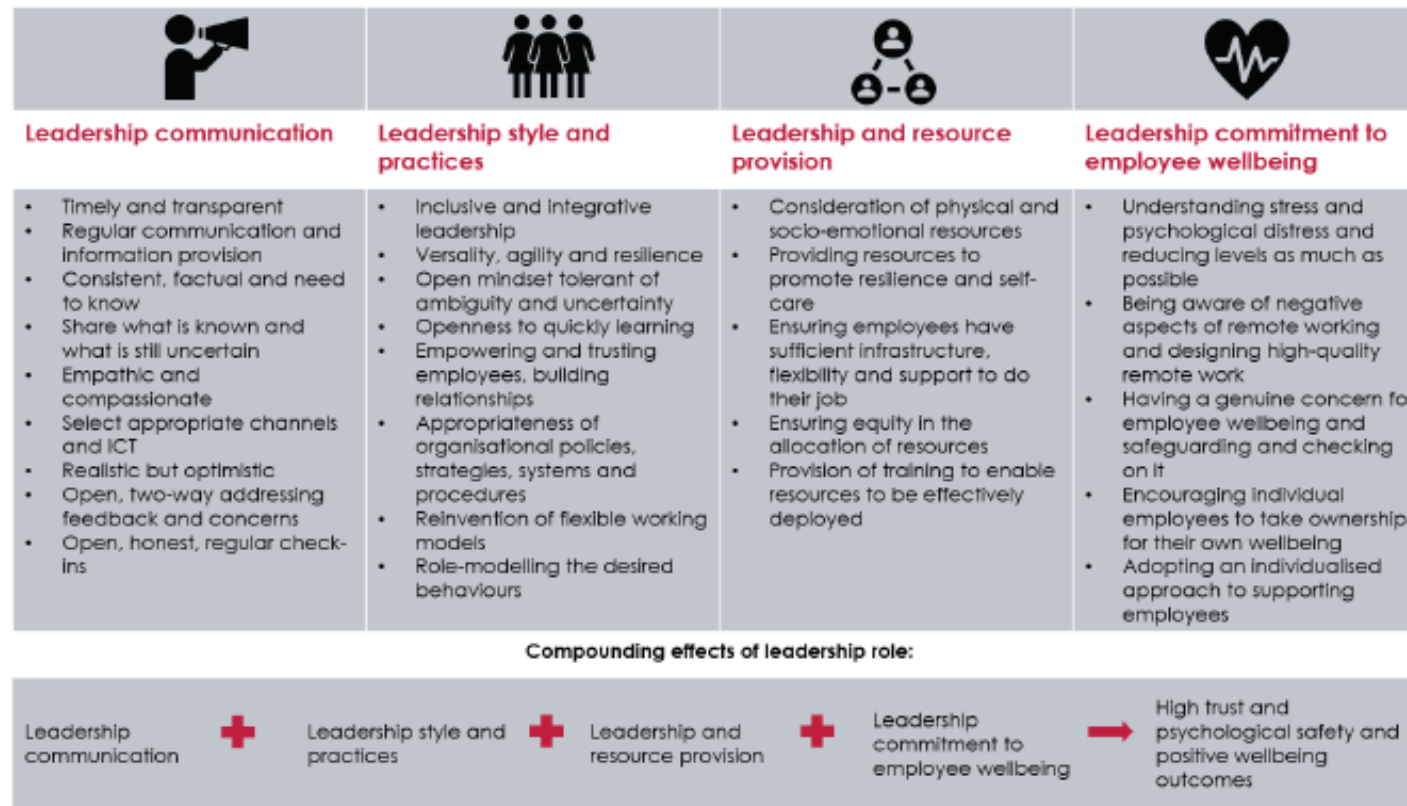 Leadership communication
• Timely and transparent
• Regular communication and
information provision
• Consistent, factual and need
to know
• Share what is known and
what is still uncertain
• Empathic and
compassionate
• Select appropriate channels
and ICT
• Realistic but optimistic
• Open, two-way addressing
feedback and concerns
• Open, honest, regular check-
ins
Leadership style and
practices
• Inclusive and integrative
leadership
• Versality, agility and resilience
• Open mindset tolerant of
ambiguity and uncertainty
• Openness to quickly learning
• Empowering and trusting
employees, building
relationships
• Appropriateness of
organisational policies,
strategies, systems and
procedures
• Reinvention of flexible working
models
• Role-modelling the desired
behaviours
Leadership and resource
provision
• Consideration of physical and
socio-emotional resources
• Providing resources to
promote resilience and self-
care
• Ensuring employees have
sufficient infrastructure,
flexibility and support to do
their job
• Ensuring equity in the
allocation of resources
• Provision of training to enable
resources to be effectively
deployed
Leadership commitment to
employee wellbeing
• Understanding stress and
psychological distress and
reducing levels as much as
possible
• Being aware of negative
aspects of remote working
and designing high-quality
remote work
• Having a genuine concern fo
employee wellbeing and
safeguarding and checking
on it
• Encouraging individual
employees to take ownership
for their own wellbeing
• Adopting an individualised
approach to supporting
employees
Compounding effects of leadership role:
Leadership
communication
Leadership style and
practices
Leadership and
resource provision
Leadership
commitment to
employee wellbeing
High trust and
psychological safety and
positive wellbeing
outcomes